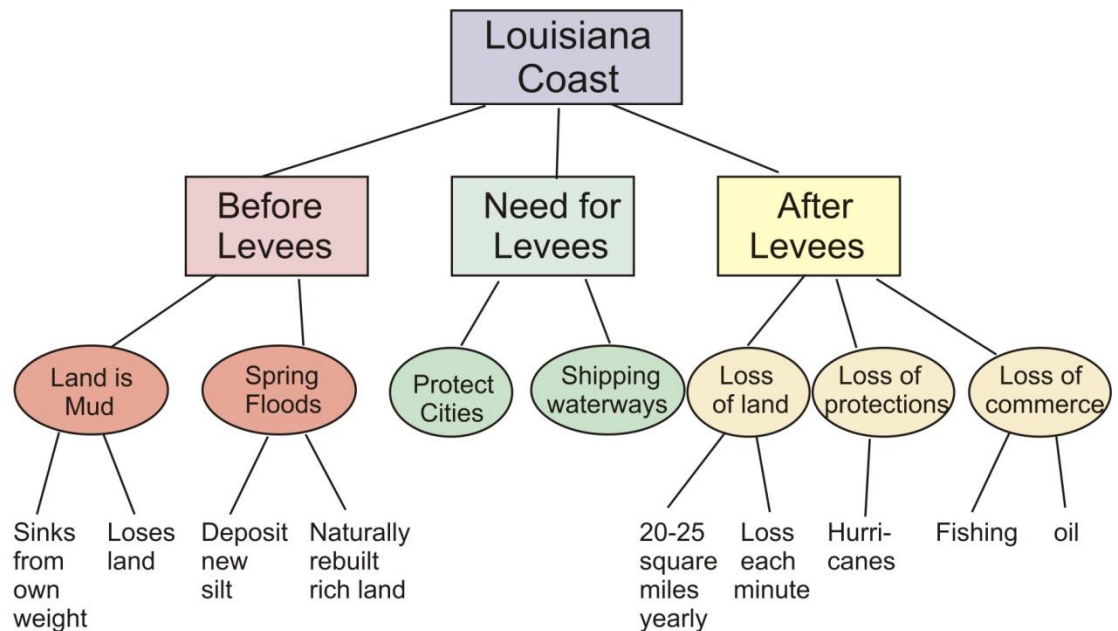 Louisiana
Coast
Before
Levees
Need for
Levees
After
Levees
Land is
Mud
Spring
Floods
Protect
Cities
Shipping
waterways
Loss
of land
Loss of
protections
Loss of
commerce
Sinks
from
own
weight
Loses
land
Deposit
new
silt
Naturally
rebuilt
rich land
20-25
square
miles
yearly
Loss
each
minute
Hurri-
canes
Fishing
oil